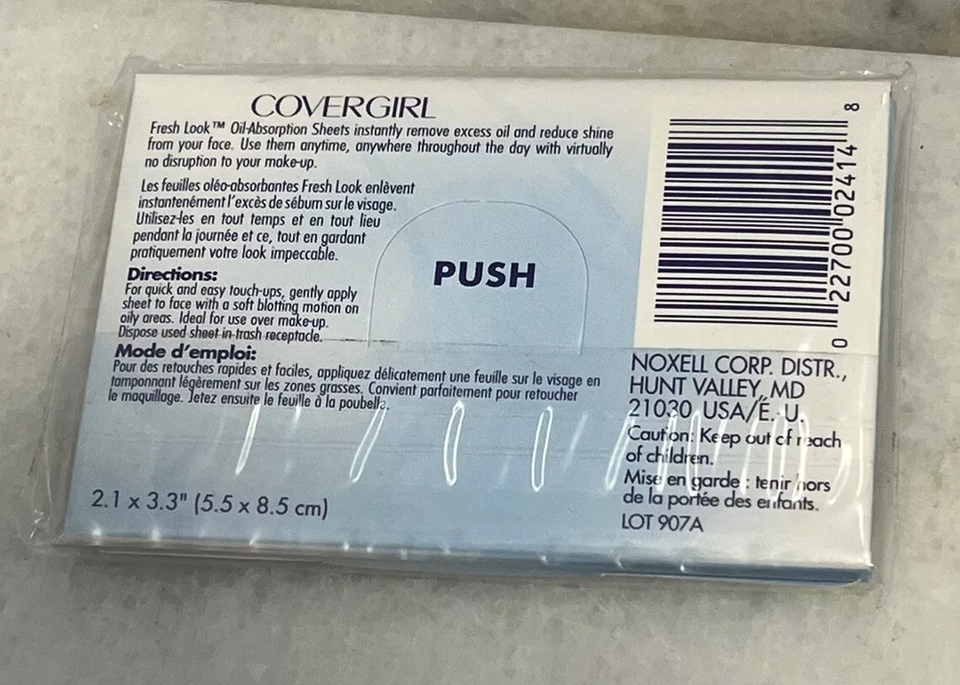 COVERGIRL
Fresh Look™ Oil-Absorption Sheets instantly remove excess oil and reduce shine
from your face. Use them anytime, anywhere throughout the day with virtually
no disruption to your make-up.
Les feuilles oléo-absorbantes Fresh Look enlèvent
instantenément l'excés de sébum sur le visage.
Utilisez-les en tout temps et en tout lieu
pendant la journée et ce, tout en gardant
pratiquement votre look impeccable.
Directions:
For quick and easy touch-ups, gently apply
sheet to face with a soft blotting motion on
oily areas. Ideal for use over make-up.
Dispose used sheet in trash receptacle.
Mode d'emploi:
Pour des retouches rapides et faciles, appliquez délicatement une feuille sur le visage en
tamponnant légèrement sur les zones grasses. Convient parfaitement pour retoucher
le maquillage. Jetez ensuite le feuille à la poubelle.
2.1 x 3.3" (5.5 x 8.5 cm)
PUSH
0 22700 02414 8
NOXELL CORP. DISTR.,
HUNT VALLEY, MD
21030 USA/É. U.
Caution: Keep out of reach
of children.
Mise en garde : tenir hors
de la portée des enfants.
LOT 907A